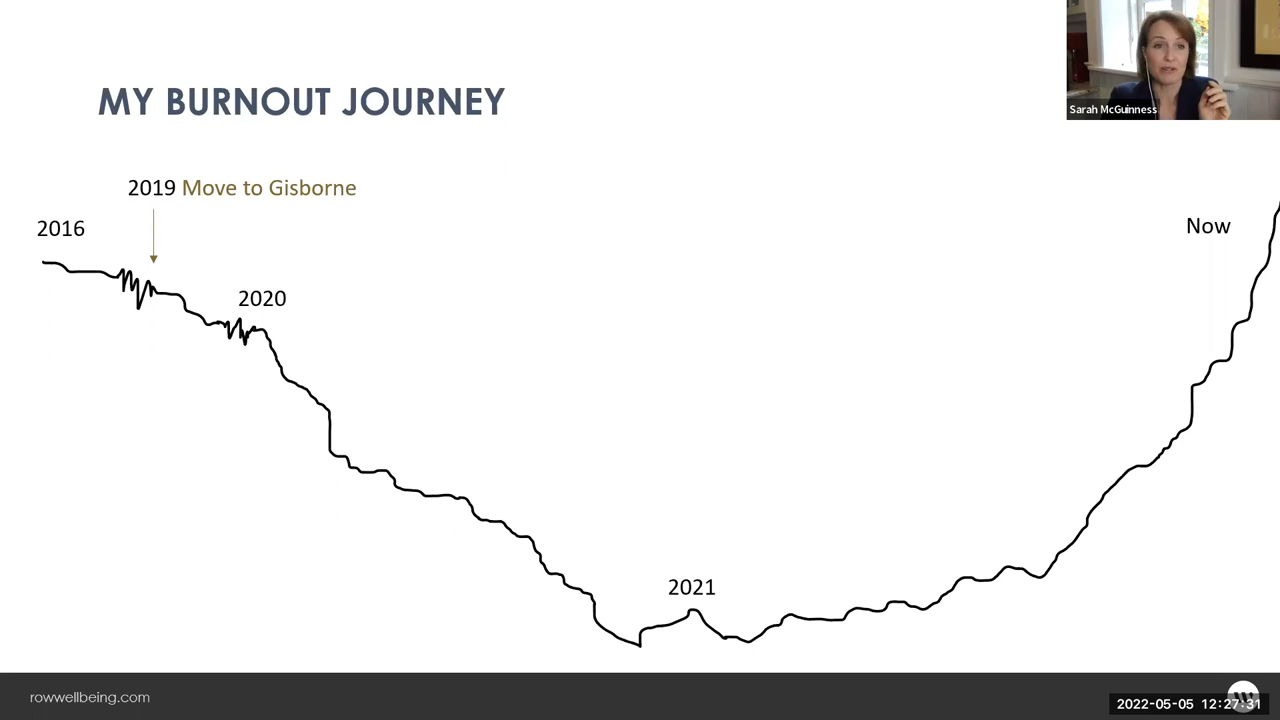 MY BURNOUT JOURNEY
Sarah McGuinness
2019 Move to Gisborne
2016
Now
2020
2021
rowwellbeing.com
2022-05-05 12:27:31